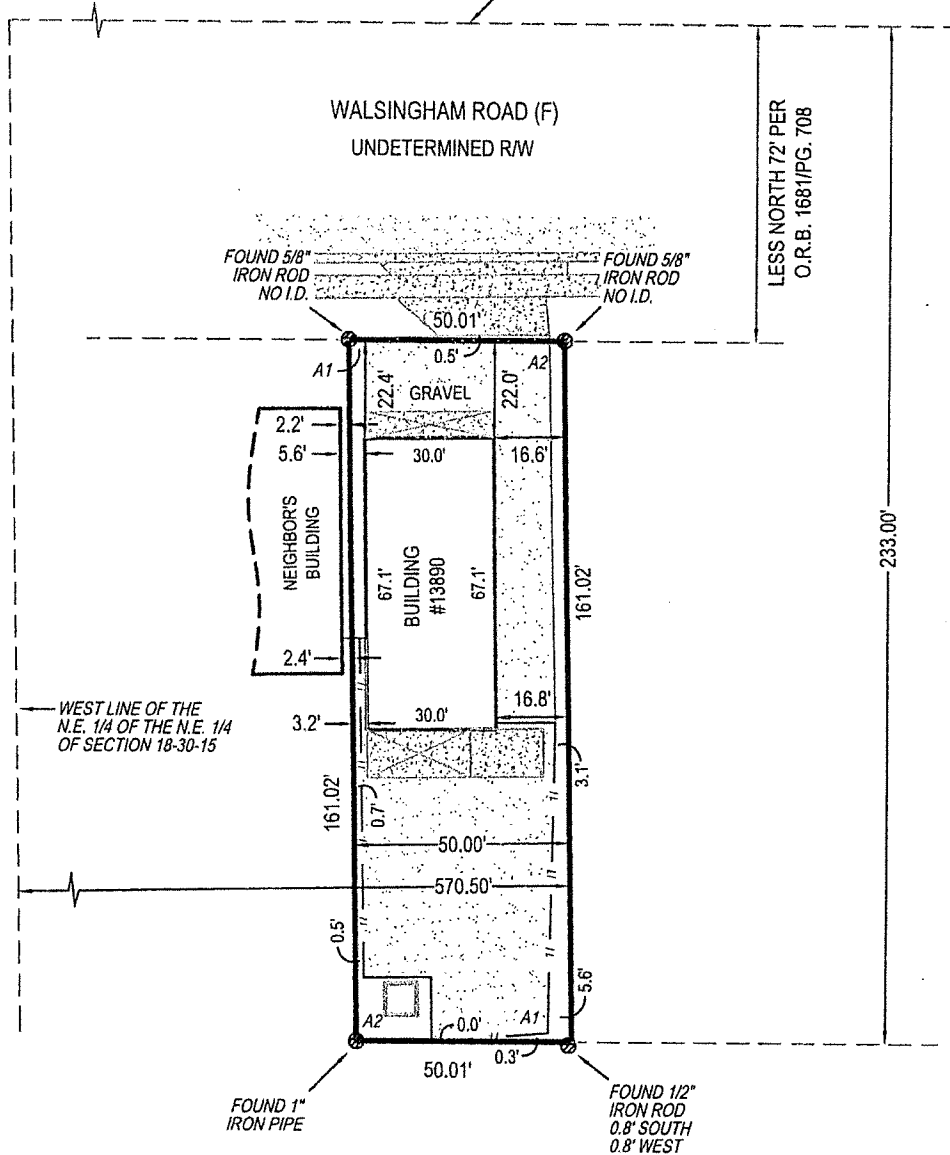 WALSINGHAM ROAD (F)
UNDETERMINED R/W
LESS NORTH 72' PER
O.R.B. 1681/PG. 708
FOUND 5/8"
IRON ROD
NO I.D.
FOUND 5/8"
IRON ROD
NO I.D.
50.01'
0.5'
A1
A2
22.4'
GRAVEL
22.0'
2.2'
5.6'
30.0'
16.6'
NEIGHBOR'S
BUILDING
67.1'
BUILDING
#13890
67.1'
161.02'
233.00'
2.4'
16.8'
WEST LINE OF THE
N.E. 1/4 OF THE N.E. 1/4
OF SECTION 18-30-15
3.2'
30.0'
3.1'
161.02'
0.7'
50.00'
570.50'
0.5'
5.6'
A2
0.0'
A1
0.3'
50.01'
FOUND 1"
IRON PIPE
FOUND 1/2"
IRON ROD
0.8' SOUTH
0.8' WEST